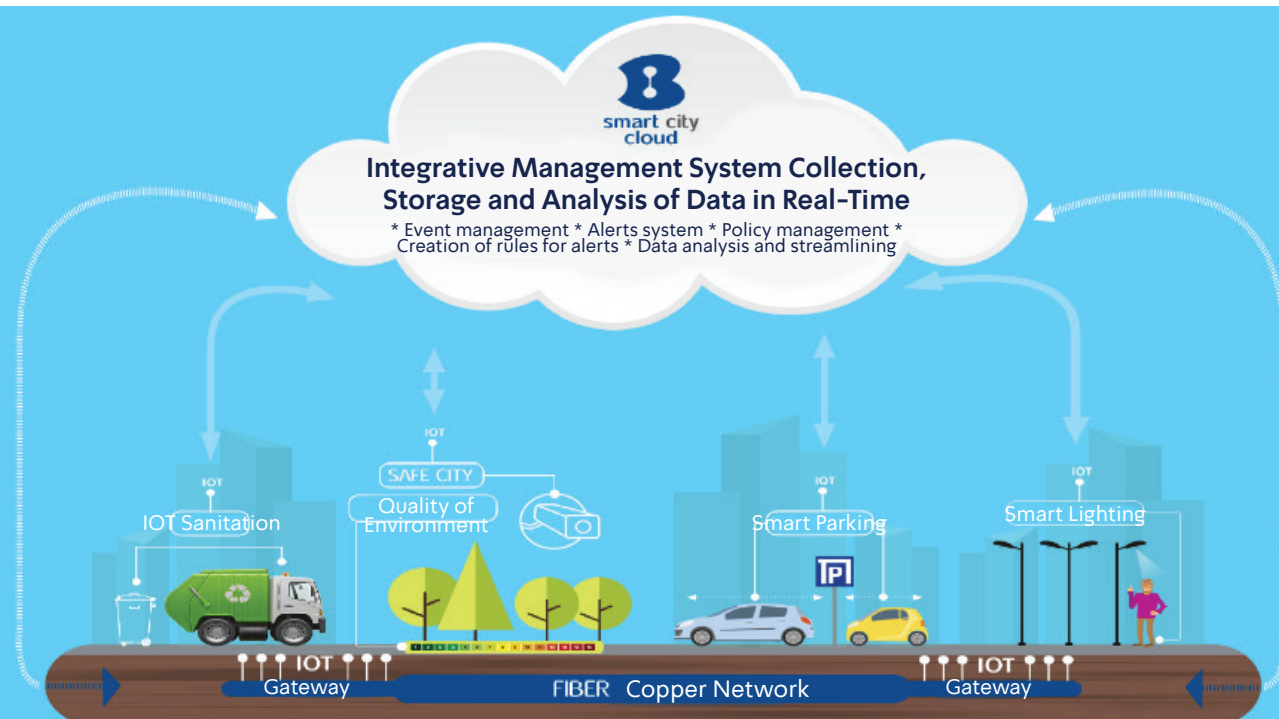 smart city
cloud
Integrative Management System Collection,
Storage and Analysis of Data in Real-Time
* Event management * Alerts system * Policy management *
Creation of rules for alerts * Data analysis and streamlining
IOT
SAFE CITY
Quality of
Environment
IOT
IOT Sanitation
IOT
Smart Parking
IOT
Smart Lighting
P
IOT
Gateway
FIBER Copper Network
IOT
Gateway